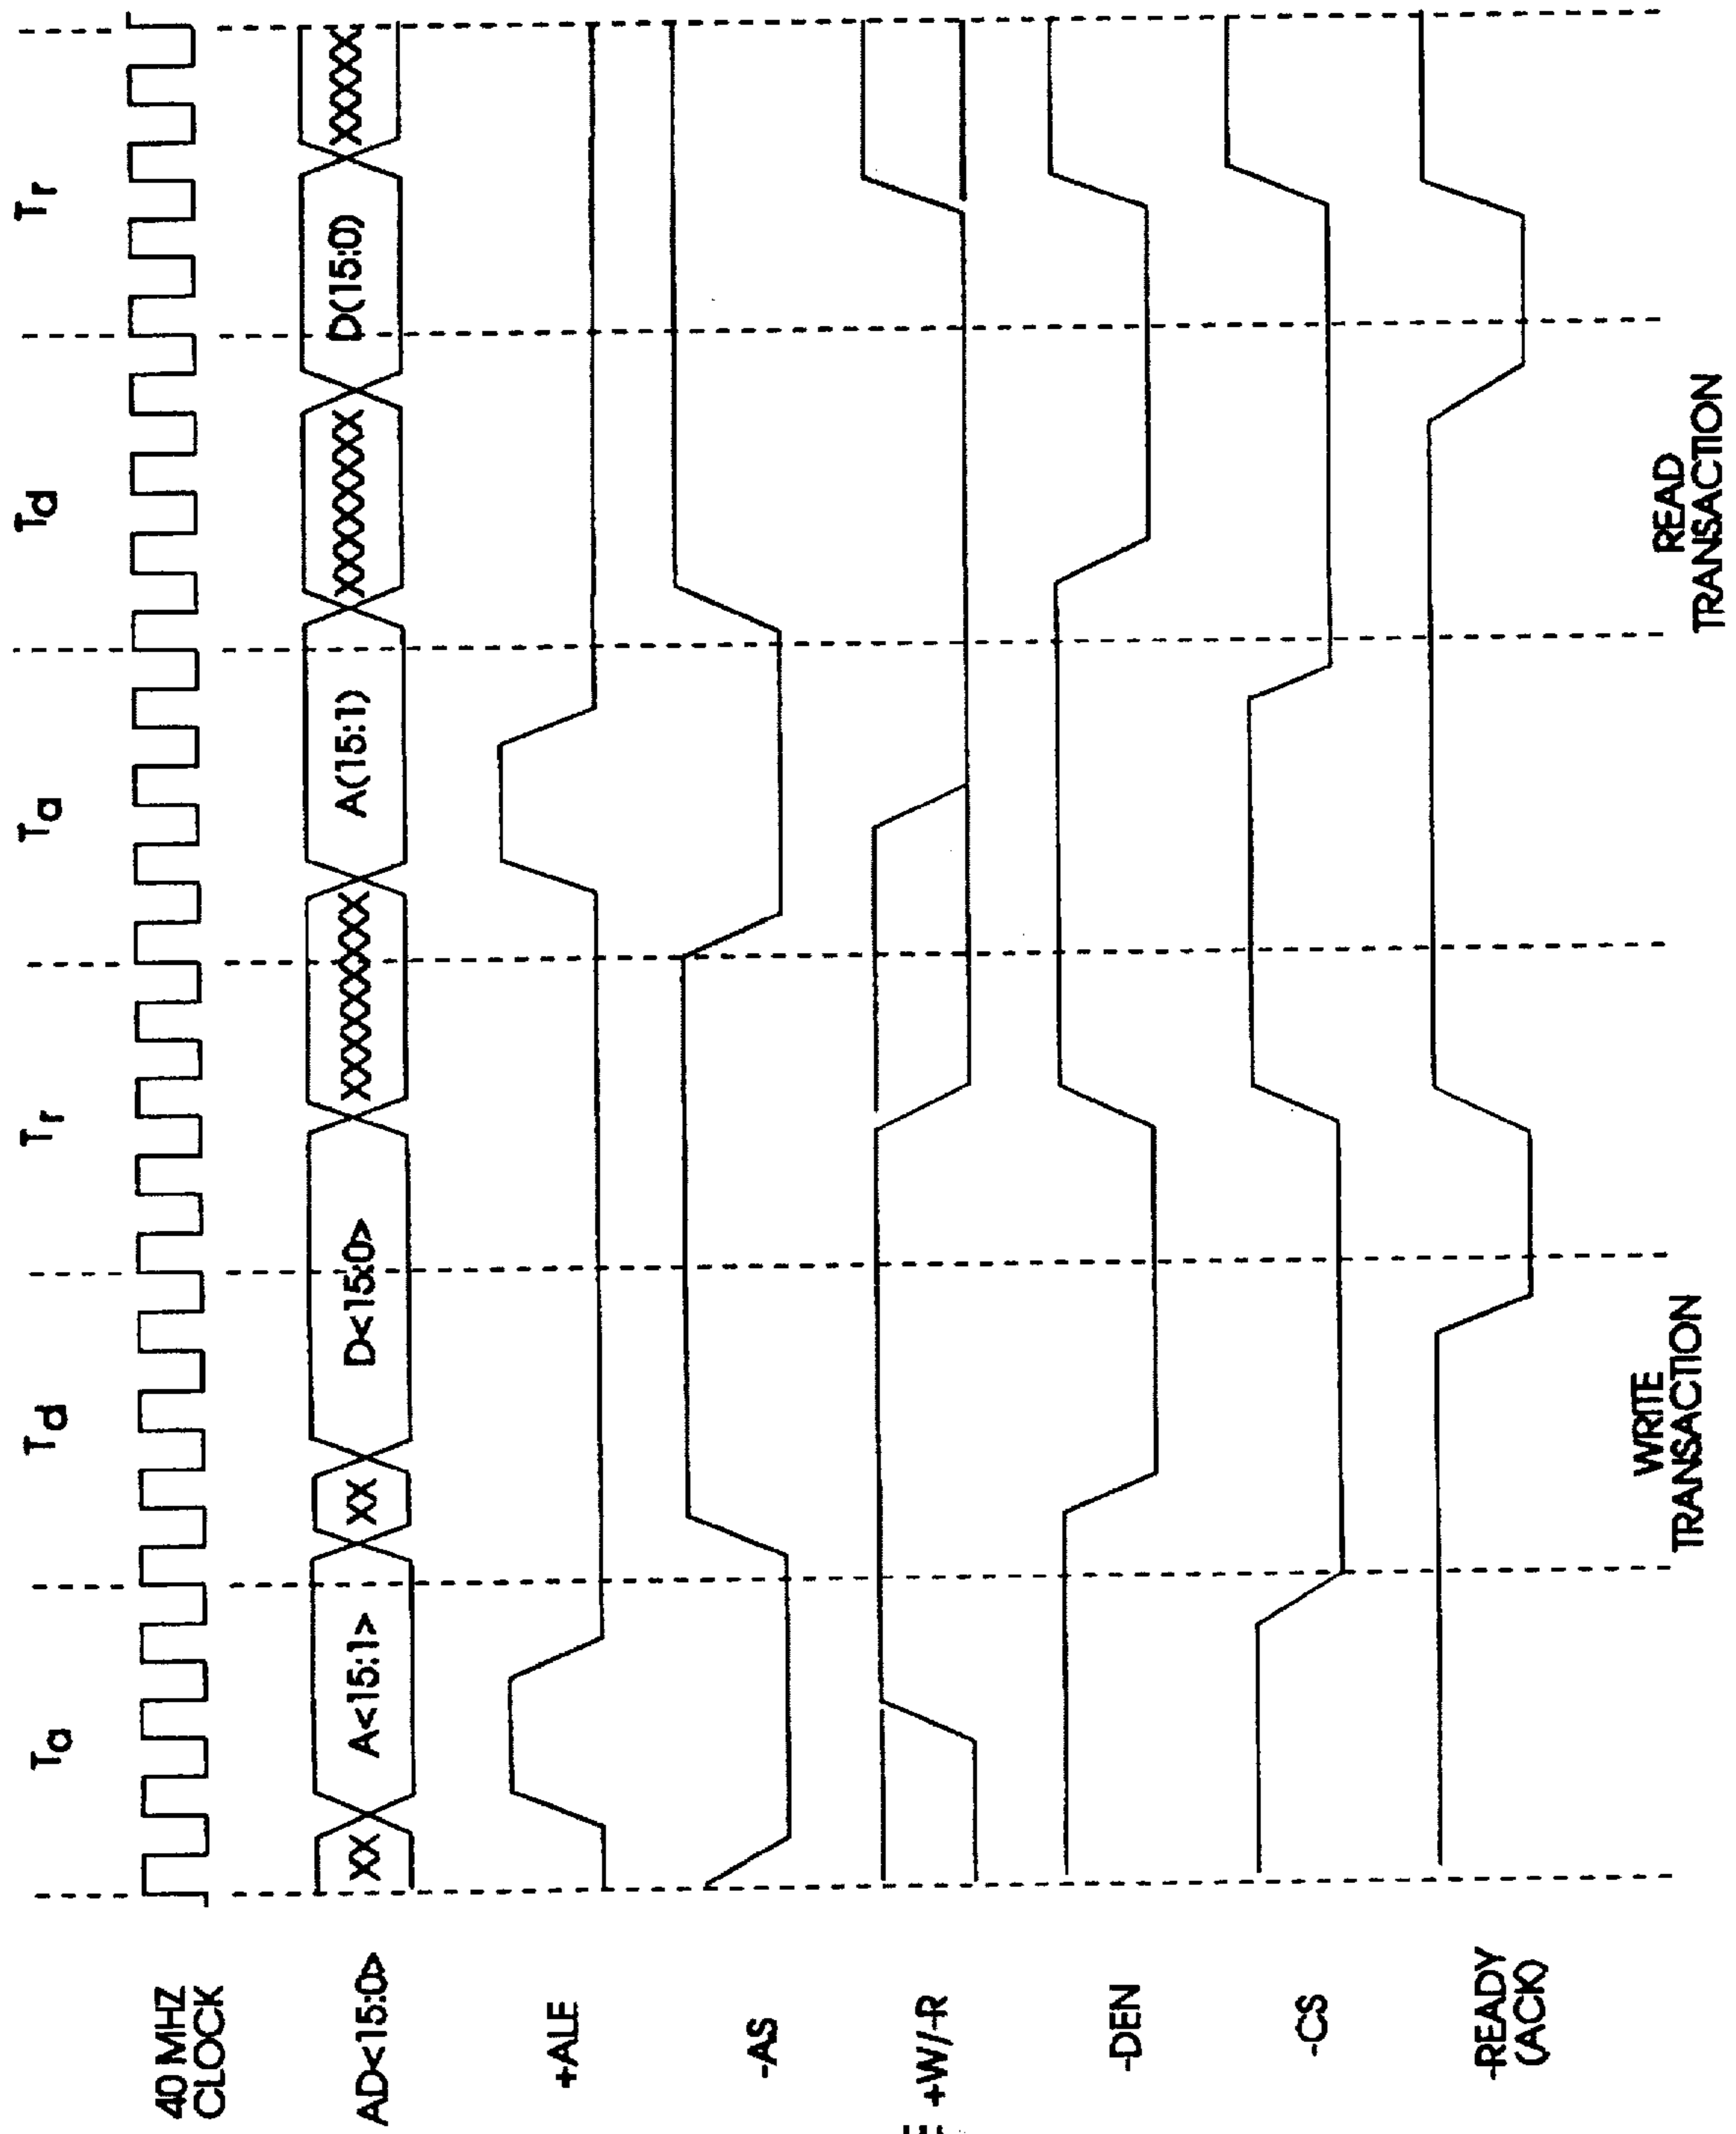 Ta Td Tr Ta Td Tr
40 MHZ
CLOCK
AD<15:0> XX A<15:1> XX D<15:0> XXXXXXXX A(15:1) XXXXXXX D(15:0) XXXXX
+ALE
-AS
+W/-R
-DEN
-CS
-READY
(ACK)
WRITE
TRANSACTION
READ
TRANSACTION